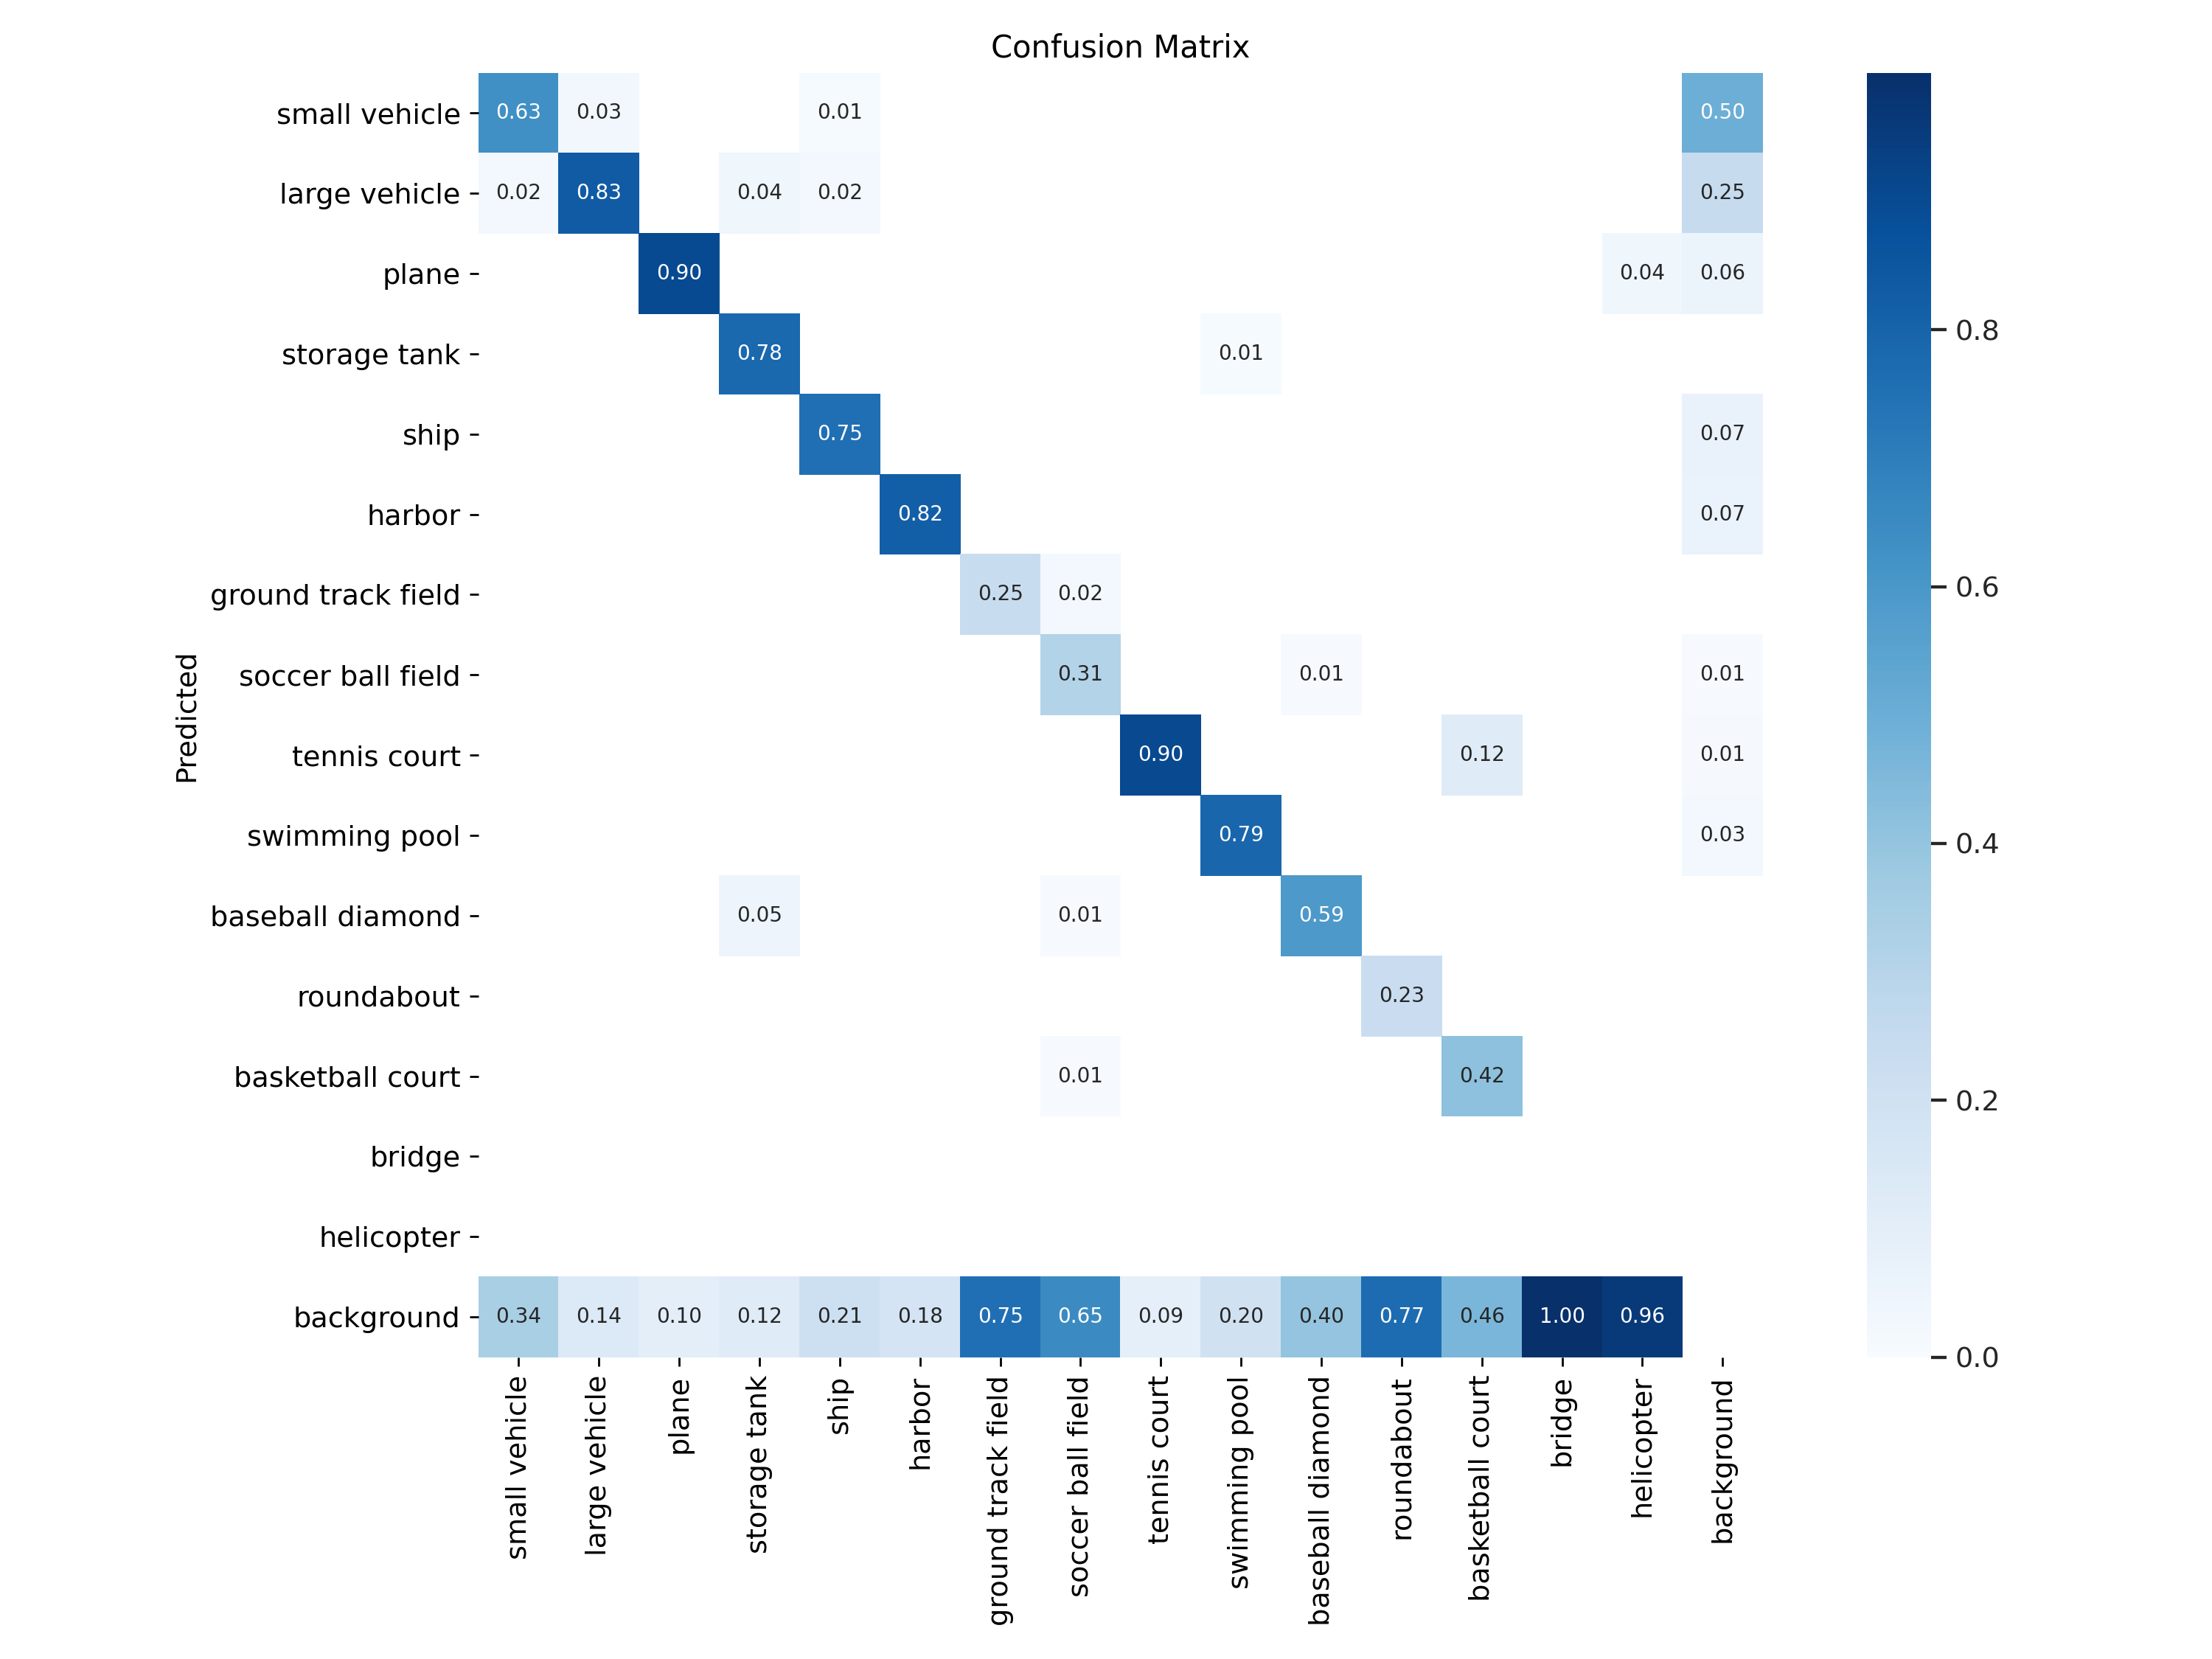 Confusion Matrix
small vehicle 0.63 0.03 0.01 0.50
large vehicle 0.02 0.83 0.04 0.02 0.25
plane 0.90 0.04 0.06
storage tank 0.78 0.01
ship 0.75 0.07
harbor 0.82 0.07
ground track field 0.25 0.02
soccer ball field 0.31 0.01 0.01
tennis court 0.90 0.12 0.01
swimming pool 0.79 0.03
baseball diamond 0.05 0.01 0.59
roundabout 0.23
basketball court 0.01 0.42
bridge
helicopter
background 0.34 0.14 0.10 0.12 0.21 0.18 0.75 0.65 0.09 0.20 0.40 0.77 0.46 1.00 0.96
Predicted
small vehicle
large vehicle
plane
storage tank
ship
harbor
ground track field
soccer ball field
tennis court
swimming pool
baseball diamond
roundabout
basketball court
bridge
helicopter
background
0.8
0.6
0.4
0.2
0.0